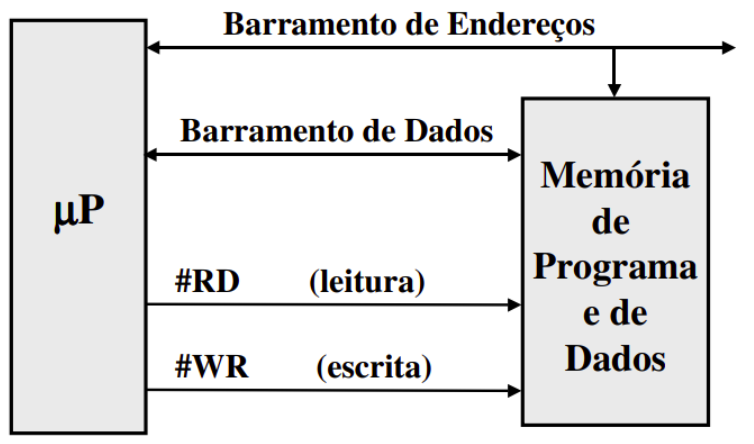 Barramento de Endereços
Barramento de Dados
μP
#RD (leitura)
#WR (escrita)
Memória
de
Programa
e de
Dados